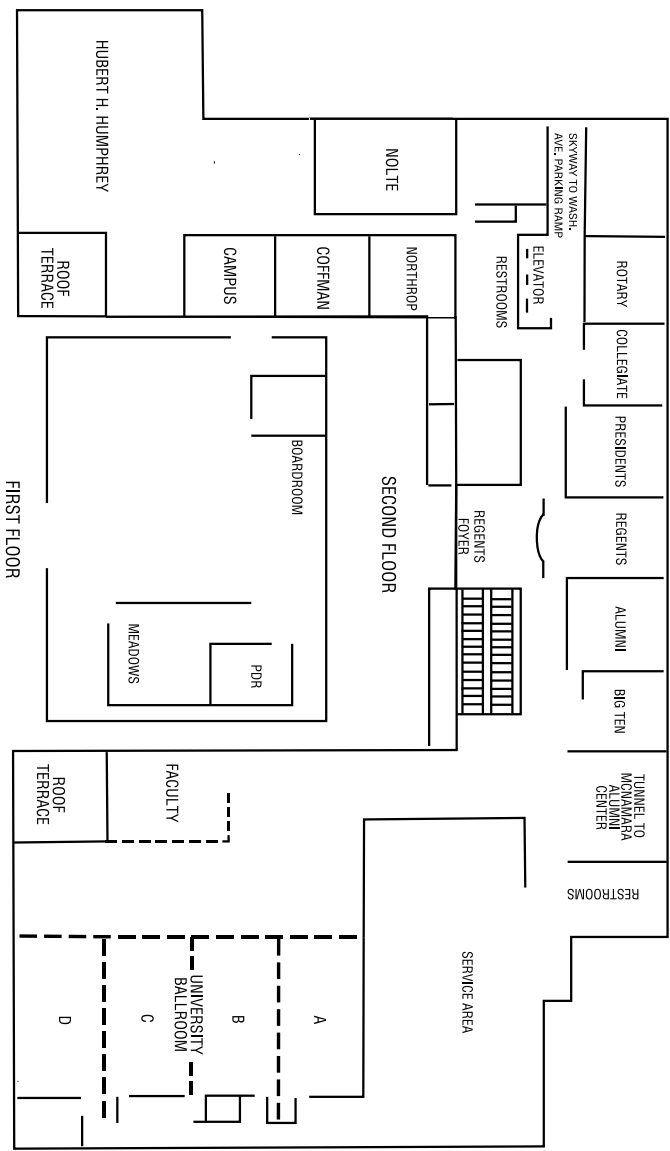 HUBERT H. HUMPHREY
ROOF
TERRACE
NOLTE
SKYWAY TO WASH.
AVE. PARKING RAMP
ELEVATOR
RESTROOMS
ROTARY
CAMPUS
COFFMAN
NORTHROP
COLLEGIATE
PRESIDENTS
REGENTS
REGENTS
FOYER
ALUMNI
BIG TEN
TUNNEL TO
MCNAMARA
ALUMNI
CENTER
RESTROOMS
SECOND FLOOR
BOARDROOM
MEADOWS
PDR
FIRST FLOOR
ROOF
TERRACE
FACULTY
SERVICE AREA
UNIVERSITY
BALLROOM
A
B
C
D